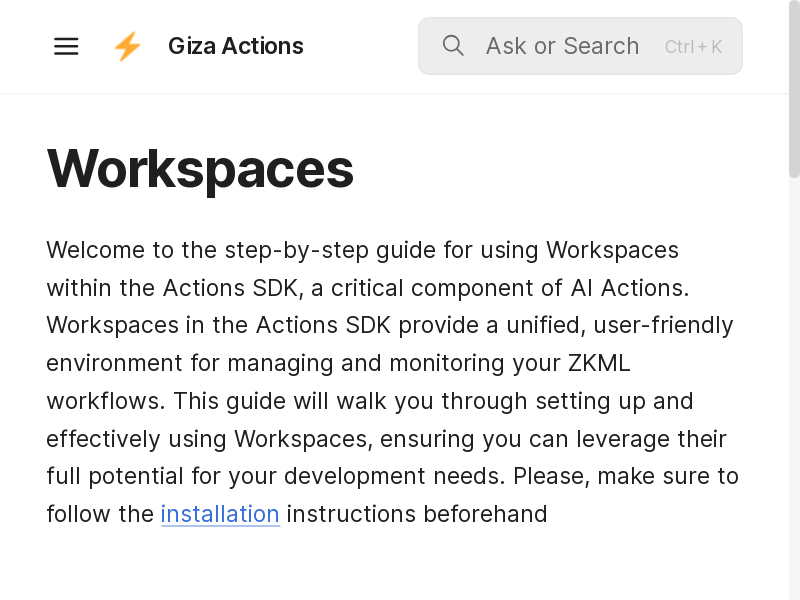 Giza Actions
Ask or Search
Ctrl + K
Workspaces
Welcome to the step-by-step guide for using Workspaces
within the Actions SDK, a critical component of AI Actions.
Workspaces in the Actions SDK provide a unified, user-friendly
environment for managing and monitoring your ZKML
workflows. This guide will walk you through setting up and
effectively using Workspaces, ensuring you can leverage their
full potential for your development needs. Please, make sure to
follow the installation instructions beforehand